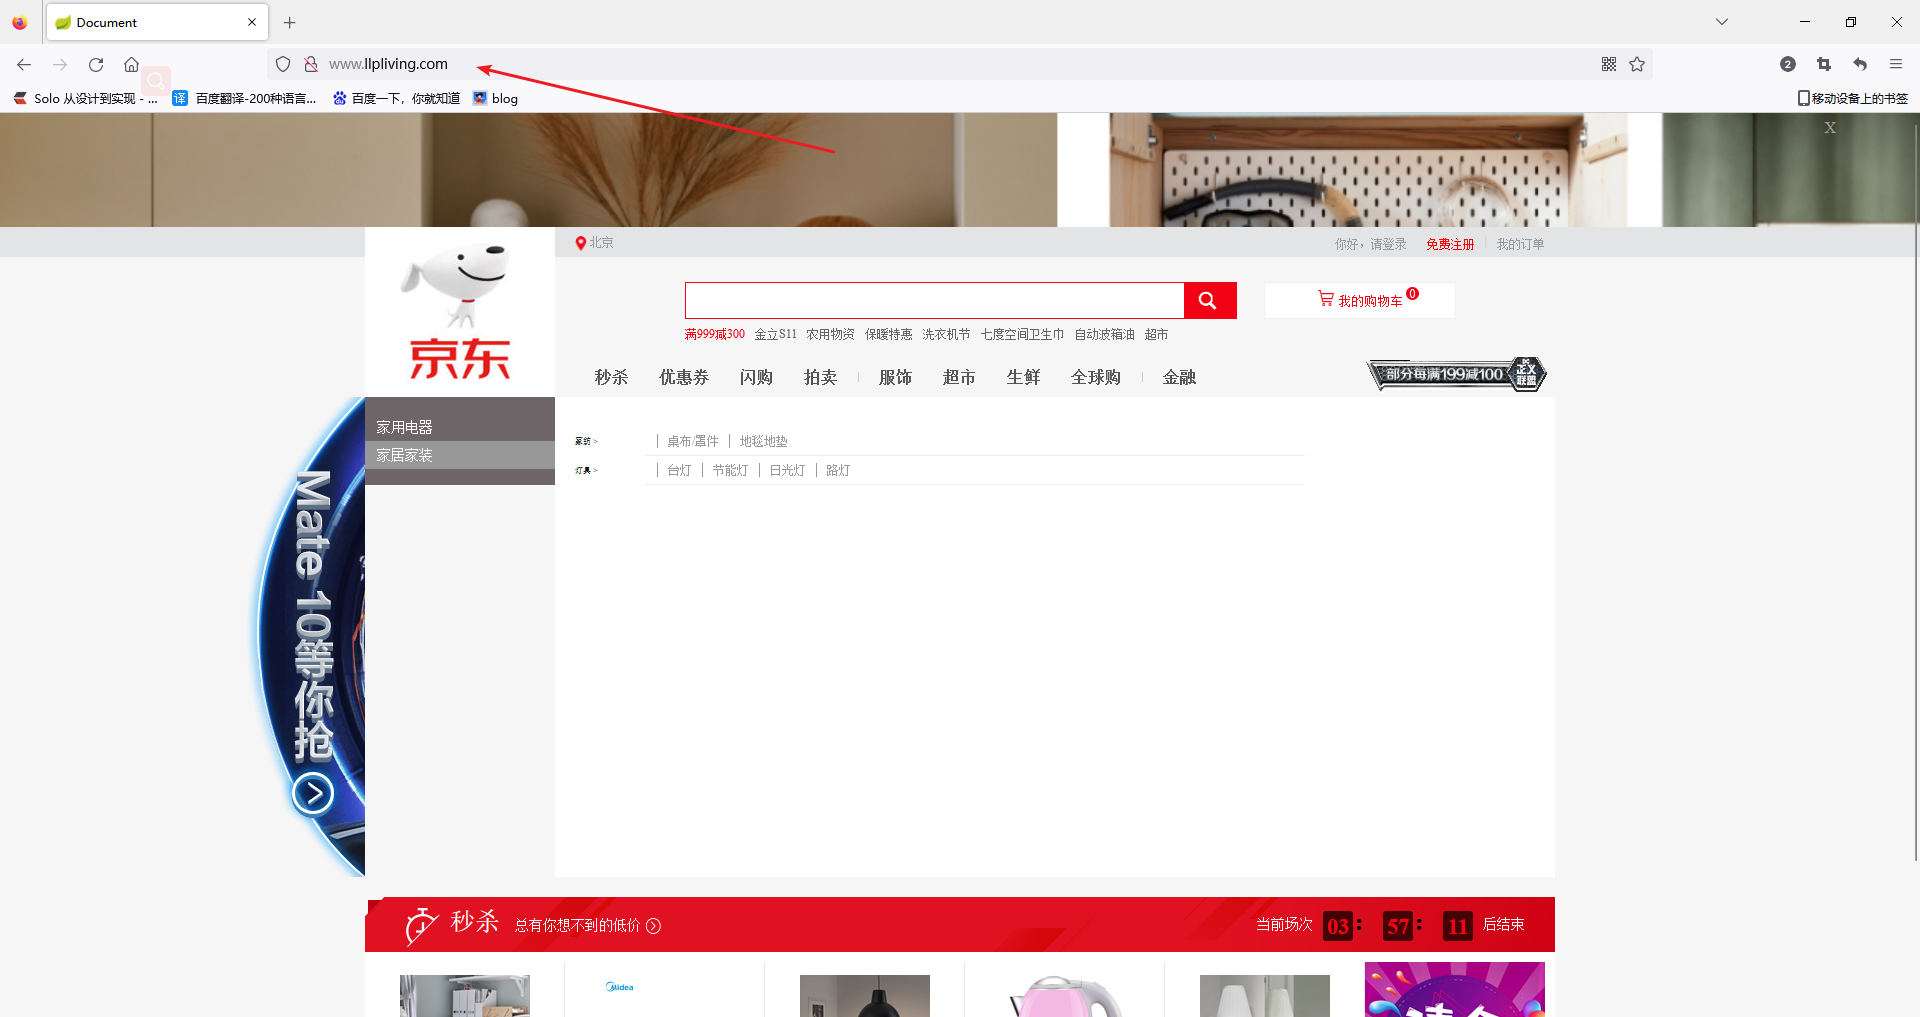 Document
www.llpliving.com
2
Solo 从设计到实现 - ...
译 百度翻译-200种语言...
百度一下，你就知道
blog
移动设备上的书签
X
北京
你好，请登录 免费注册 我的订单
京东
我的购物车 0
满999减300 金立S11 农用物资 保暖特惠 洗衣机节 七度空间卫生巾 自动波箱油 超市
秒杀 优惠券 闪购 拍卖 服饰 超市 生鲜 全球购 金融
部分每满199减100
联盟
家用电器
家居家装
家纺 > 桌布/罩件 地毯地垫
灯具 > 台灯 节能灯 日光灯 路灯
Mate 10等你抢
秒杀 总有你想不到的低价
当前场次 03 : 57 : 11 后结束
Midea